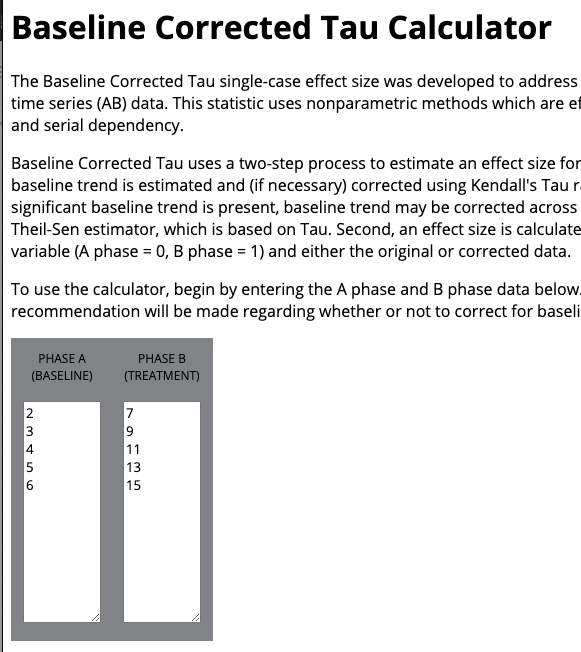 Baseline Corrected Tau Calculator
The Baseline Corrected Tau single-case effect size was developed to address
time series (AB) data. This statistic uses nonparametric methods which are ef
and serial dependency.
Baseline Corrected Tau uses a two-step process to estimate an effect size for
baseline trend is estimated and (if necessary) corrected using Kendall's Tau r
significant baseline trend is present, baseline trend may be corrected across
Theil-Sen estimator, which is based on Tau. Second, an effect size is calculate
variable (A phase = 0, B phase = 1) and either the original or corrected data.
To use the calculator, begin by entering the A phase and B phase data below.
recommendation will be made regarding whether or not to correct for baseli
PHASE A PHASE B
(BASELINE) (TREATMENT)
2 7
3 9
4 11
5 13
6 15